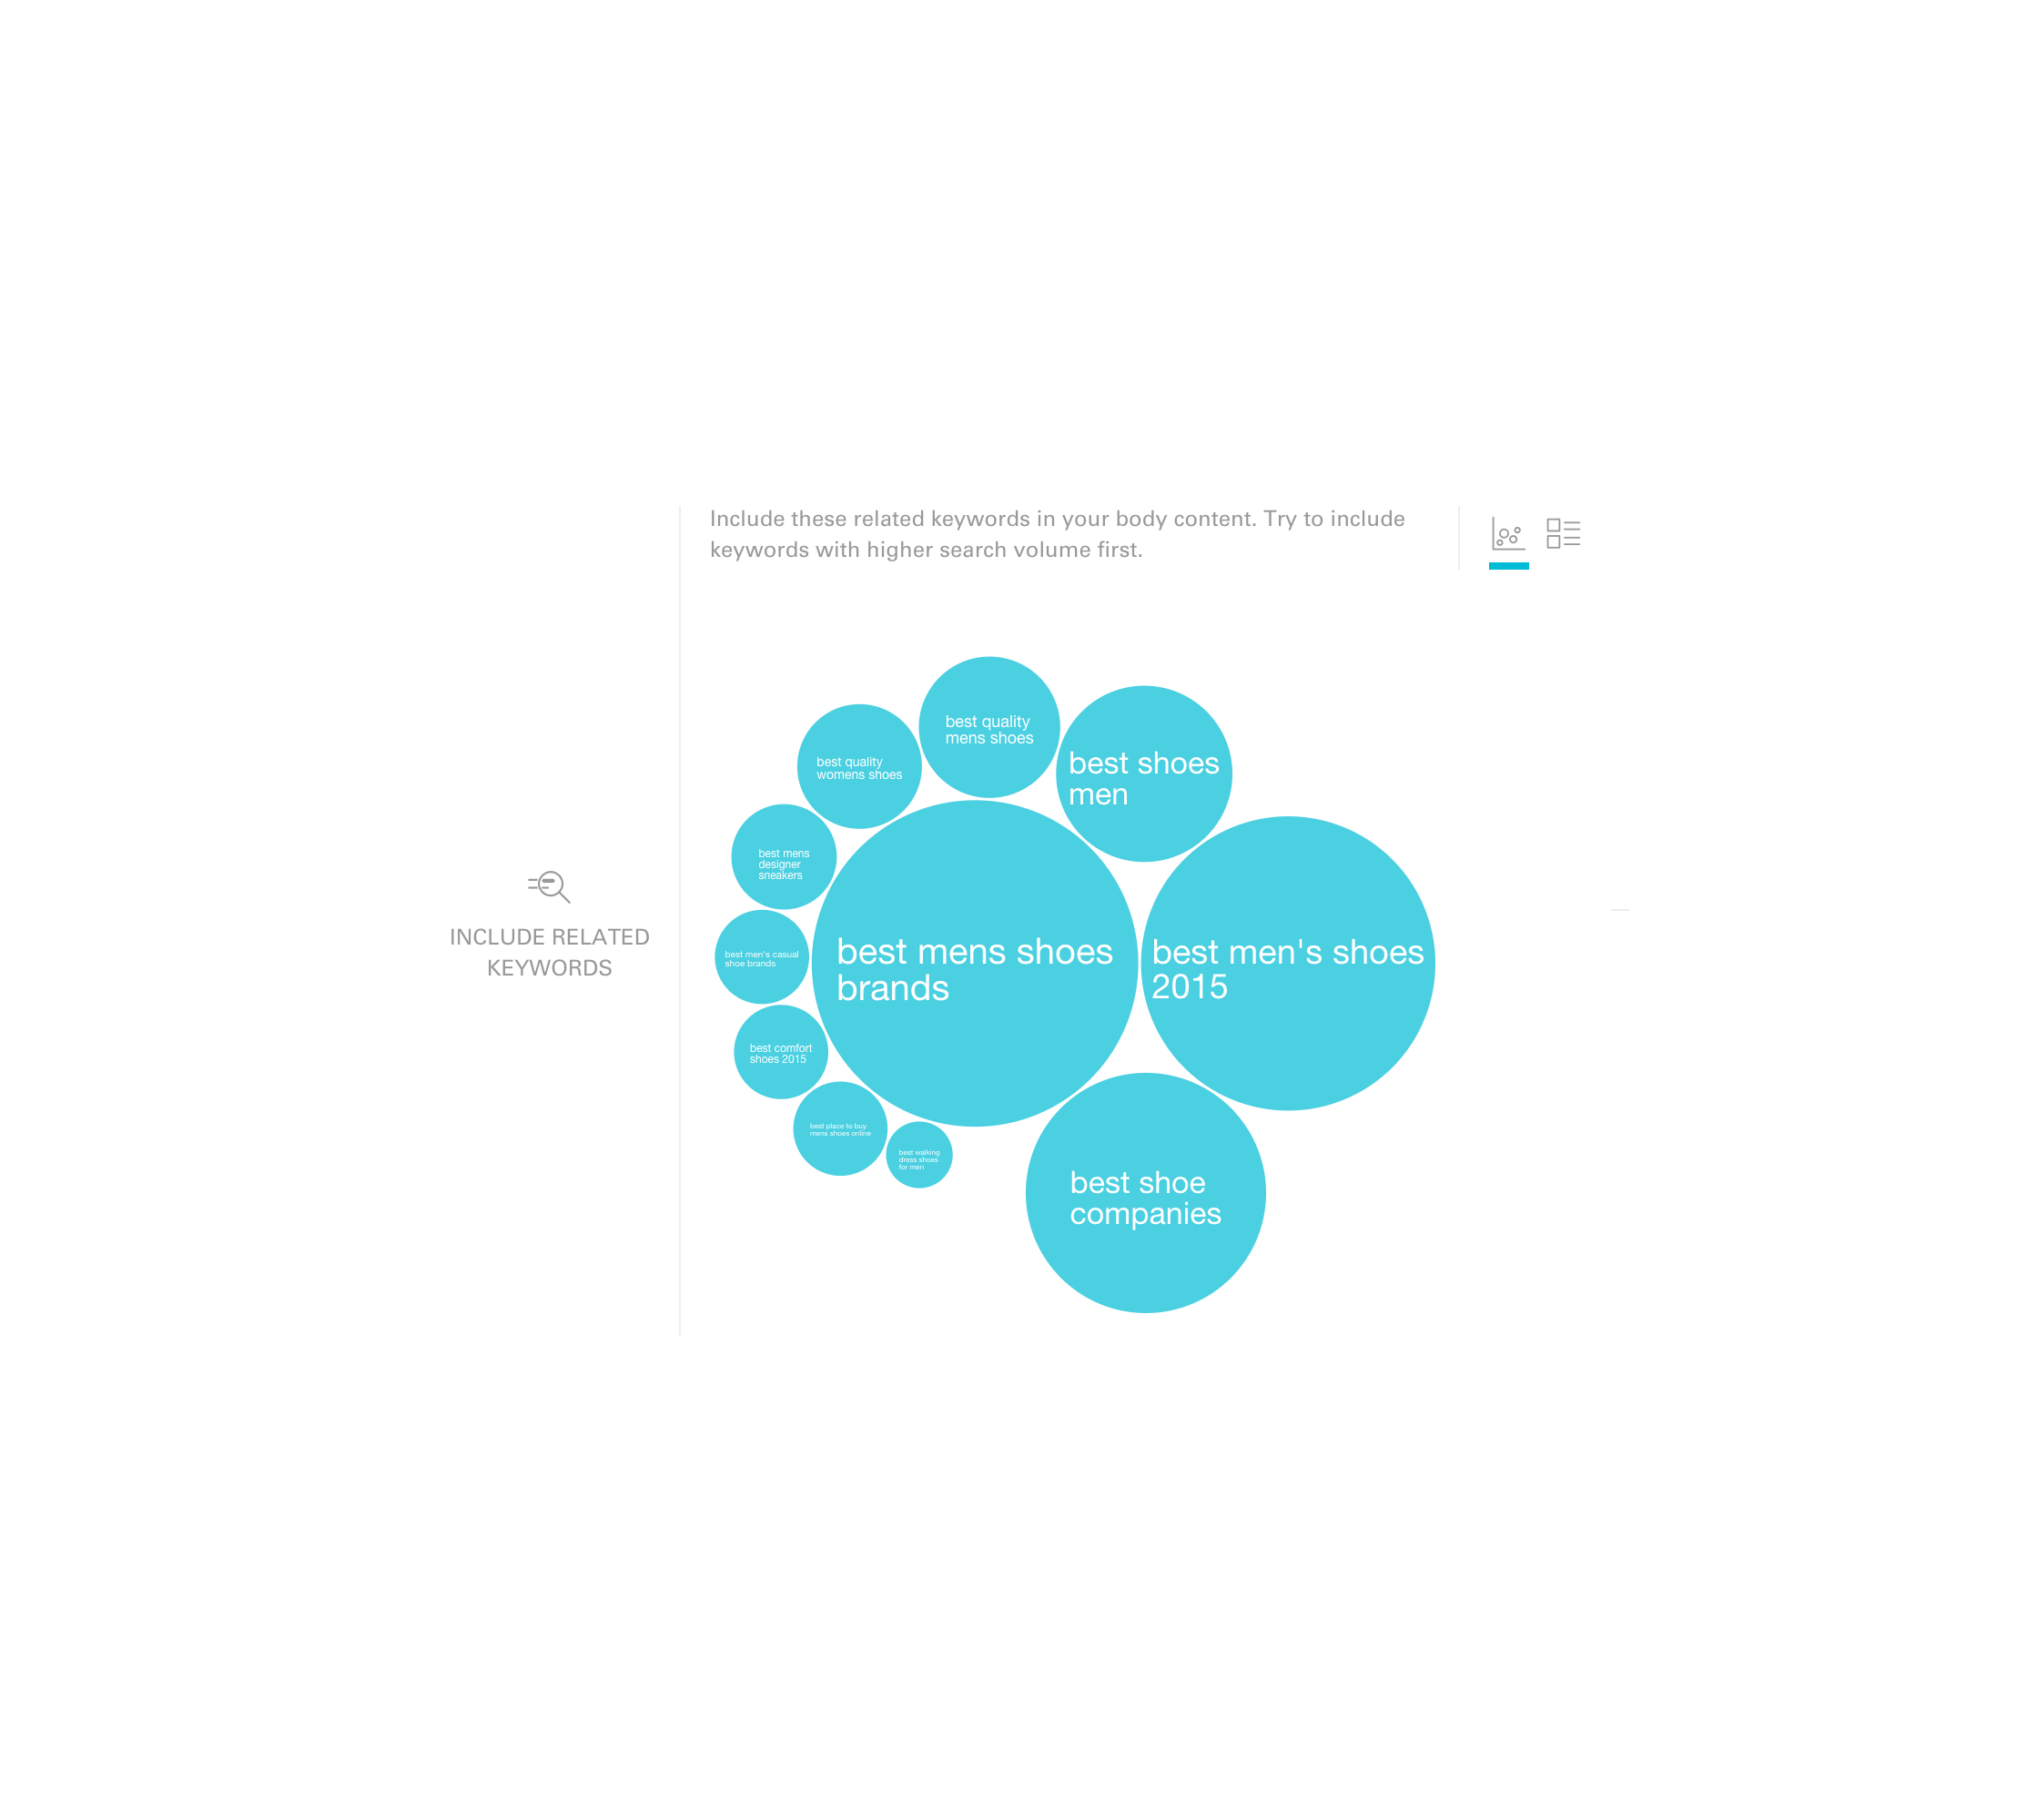 Include these related keywords in your body content. Try to include
keywords with higher search volume first.
INCLUDE RELATED
KEYWORDS
best quality
mens shoes
best shoes
men
best quality
womens shoes
best mens
designer
sneakers
best men's casual
shoe brands
best mens shoes
brands
best men's shoes
2015
best comfort
shoes 2015
best place to buy
mens shoes online
best walking
dress shoes
for men
best shoe
companies